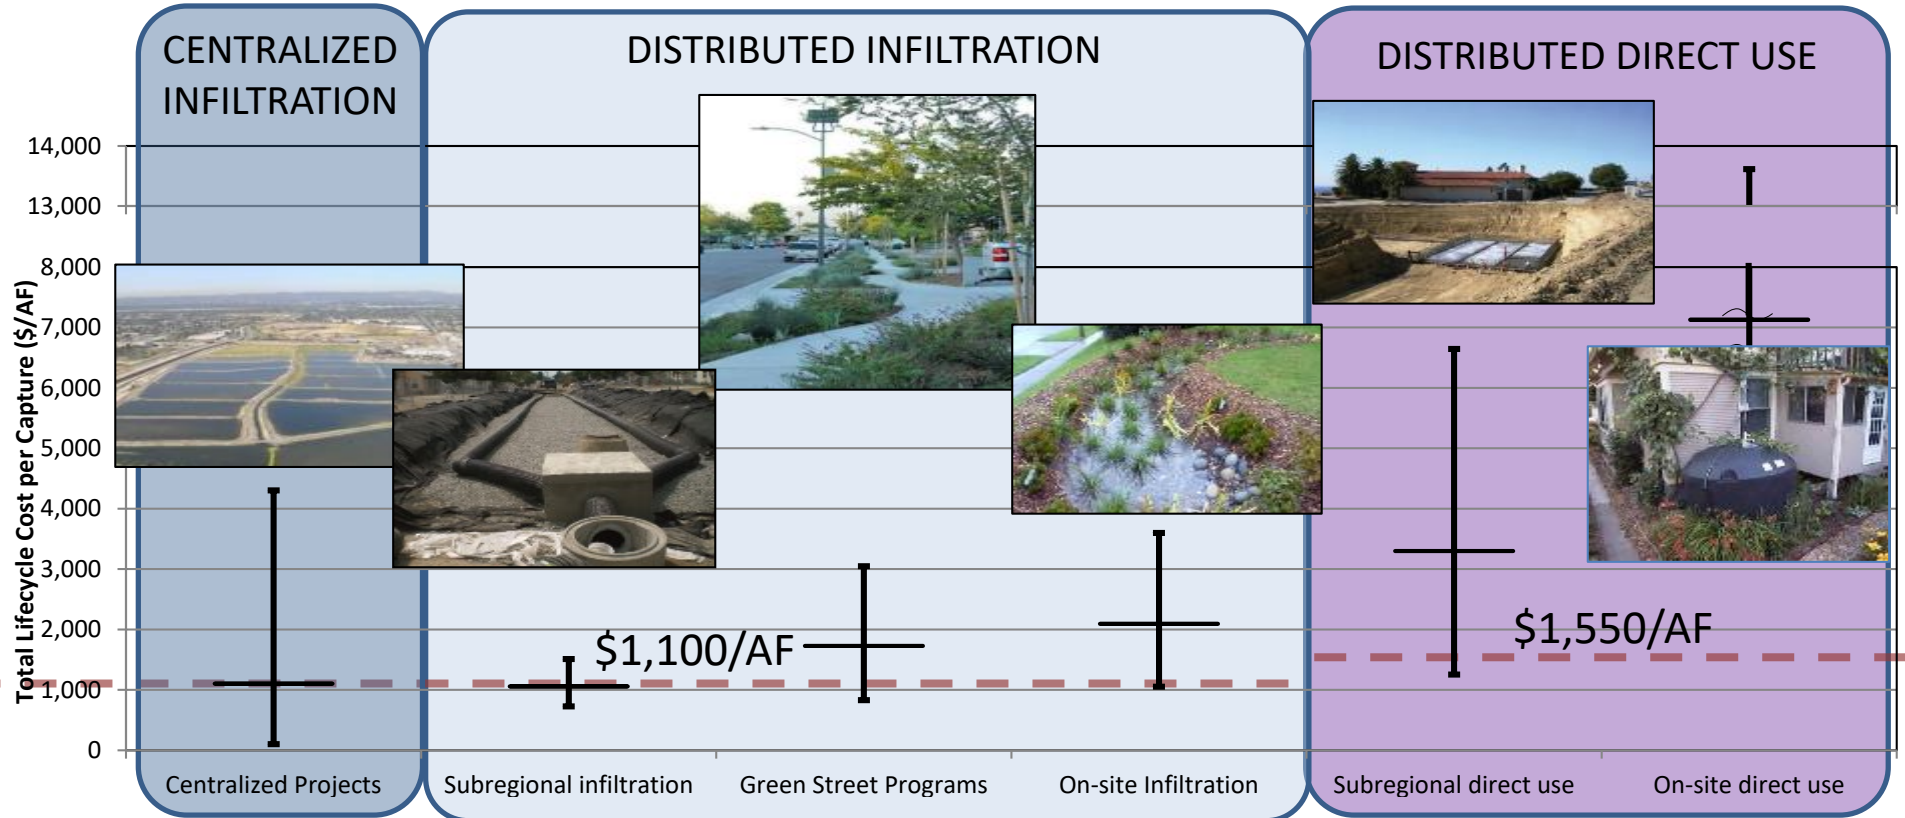 CENTRALIZED
INFILTRATION
DISTRIBUTED INFILTRATION
DISTRIBUTED DIRECT USE
Total Lifecycle Cost per Capture ($/AF)
14,000
13,000
8,000
7,000
6,000
5,000
4,000
3,000
2,000
1,000
0
$1,100/AF
$1,550/AF
Centralized Projects
Subregional infiltration
Green Street Programs
On-site Infiltration
Subregional direct use
On-site direct use